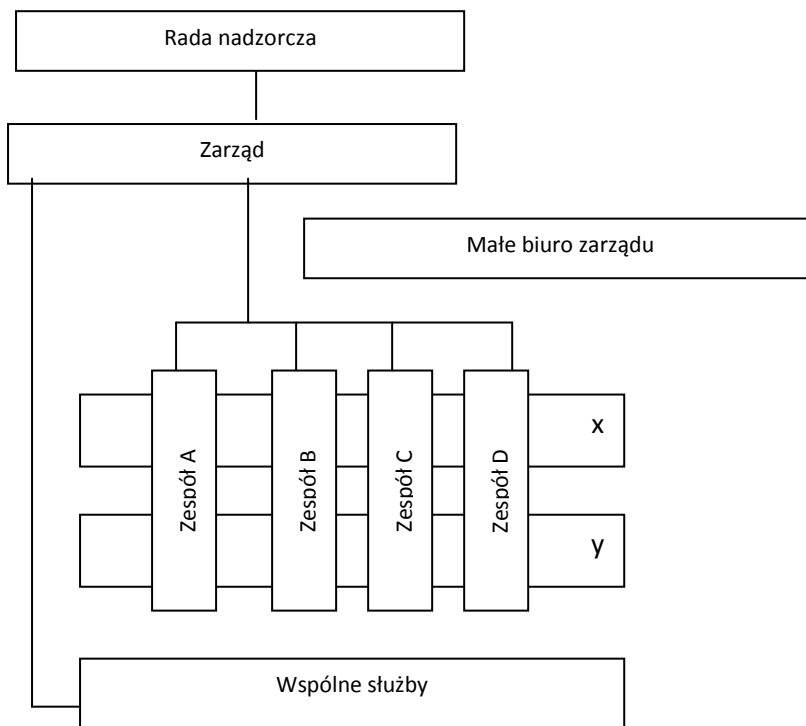 Rada nadzorcza
Zarząd
Małe biuro zarządu
Zespół A
Zespół B
Zespół C
Zespół D
x
y
Wspólne służby